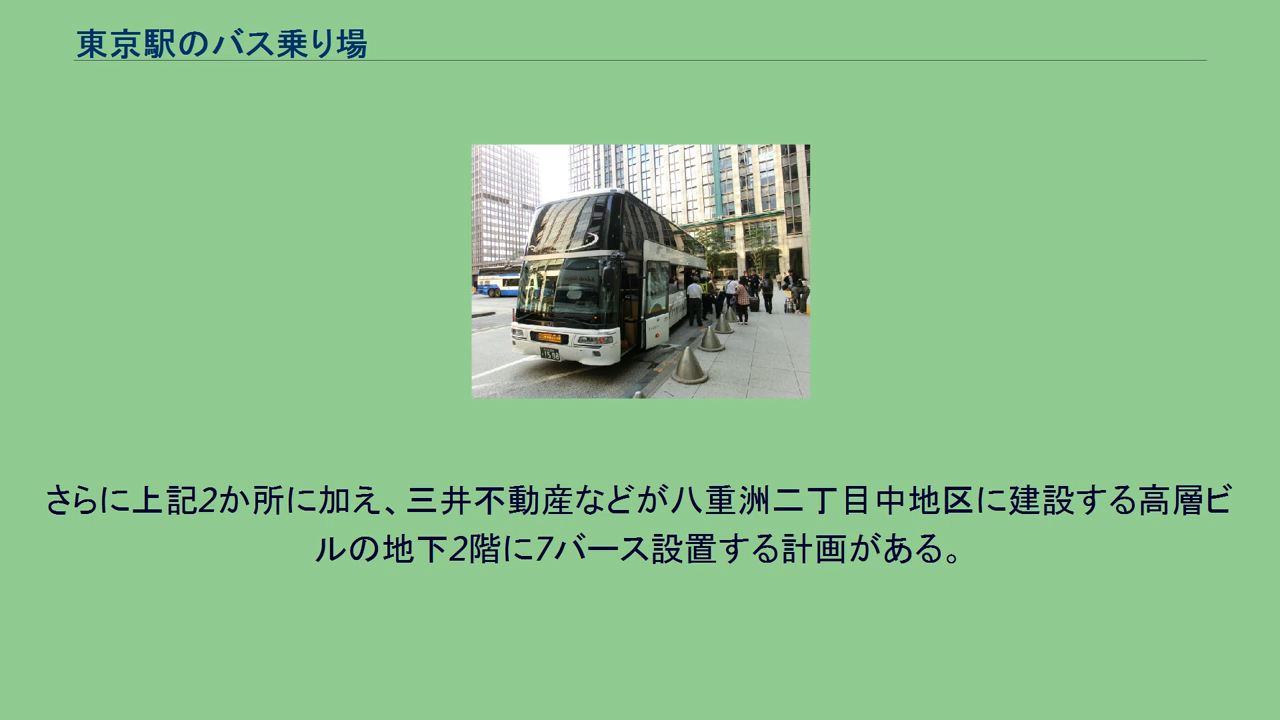 東京駅のバス乗り場
さらに上記2か所に加え、三井不動産などが八重洲二丁目中地区に建設する高層ビ
ルの地下2階に7バース設置する計画がある。